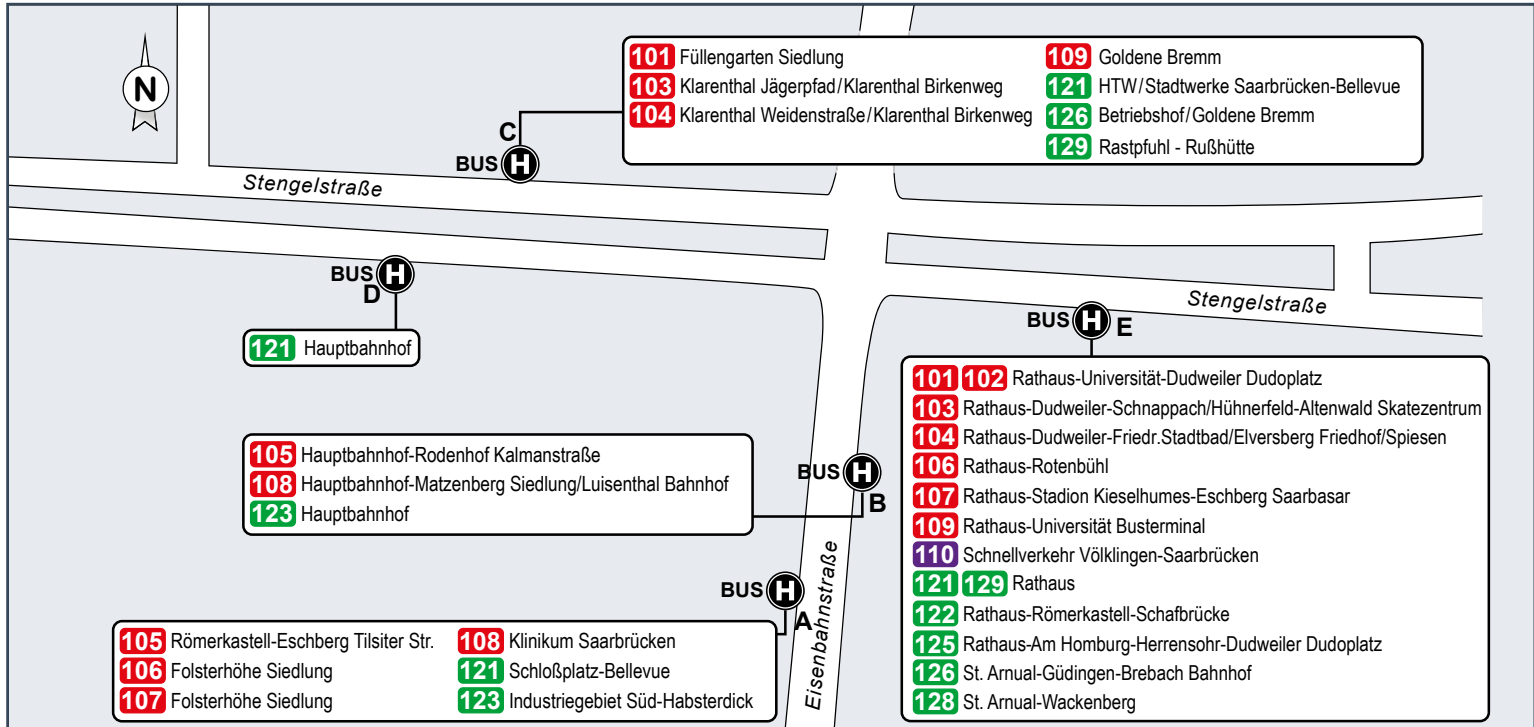 N
101 Füllengarten Siedlung
103 Klarenthal Jägerpfad/Klarenthal Birkenweg
104 Klarenthal Weidenstraße/Klarenthal Birkenweg
109 Goldene Bremm
121 HTW/Stadtwerke Saarbrücken-Bellevue
126 Betriebshof/Goldene Bremm
129 Rastpfuhl - Rußhütte
C
BUS H
Stengelstraße
BUS H
D
121 Hauptbahnhof
Stengelstraße
BUS H E
101 102 Rathaus-Universität-Dudweiler Dudoplatz
103 Rathaus-Dudweiler-Schnappach/Hühnerfeld-Altenwald Skatezentrum
104 Rathaus-Dudweiler-Friedr.Stadtbad/Elversberg Friedhof/Spiesen
106 Rathaus-Rotenbühl
107 Rathaus-Stadion Kieselhumes-Eschberg Saarbasar
109 Rathaus-Universität Busterminal
110 Schnellverkehr Völklingen-Saarbrücken
121 129 Rathaus
122 Rathaus-Römerkastell-Schafbrücke
125 Rathaus-Am Homburg-Herrensohr-Dudweiler Dudoplatz
126 St. Arnual-Güdingen-Brebach Bahnhof
128 St. Arnual-Wackenberg
105 Hauptbahnhof-Rodenhof Kalmanstraße
108 Hauptbahnhof-Matzenberg Siedlung/Luisenthal Bahnhof
123 Hauptbahnhof
BUS H
B
BUS H
A
Eisenbahnstraße
105 Römerkastell-Eschberg Tilsiter Str.
106 Folsterhöhe Siedlung
107 Folsterhöhe Siedlung
108 Klinikum Saarbrücken
121 Schloßplatz-Bellevue
123 Industriegebiet Süd-Habsterdick